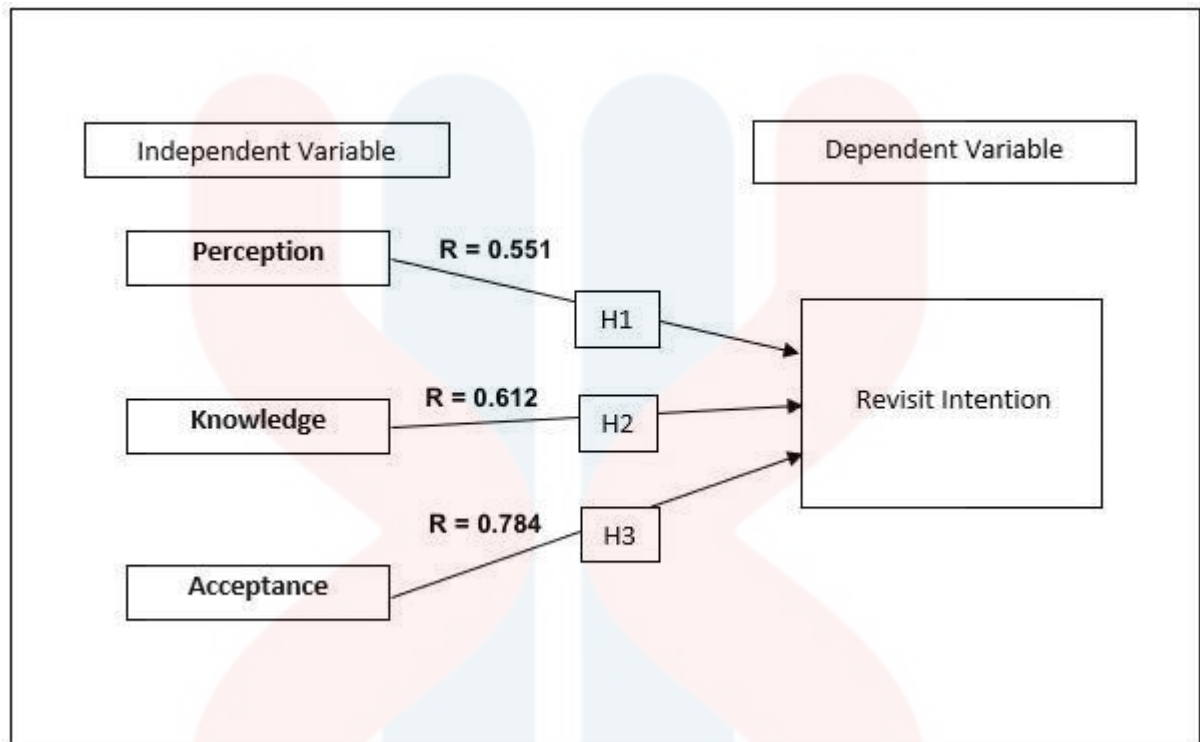 Independent Variable
Dependent Variable
Perception
R = 0.551
H1
Knowledge
R = 0.612
H2
Revisit Intention
Acceptance
R = 0.784
H3